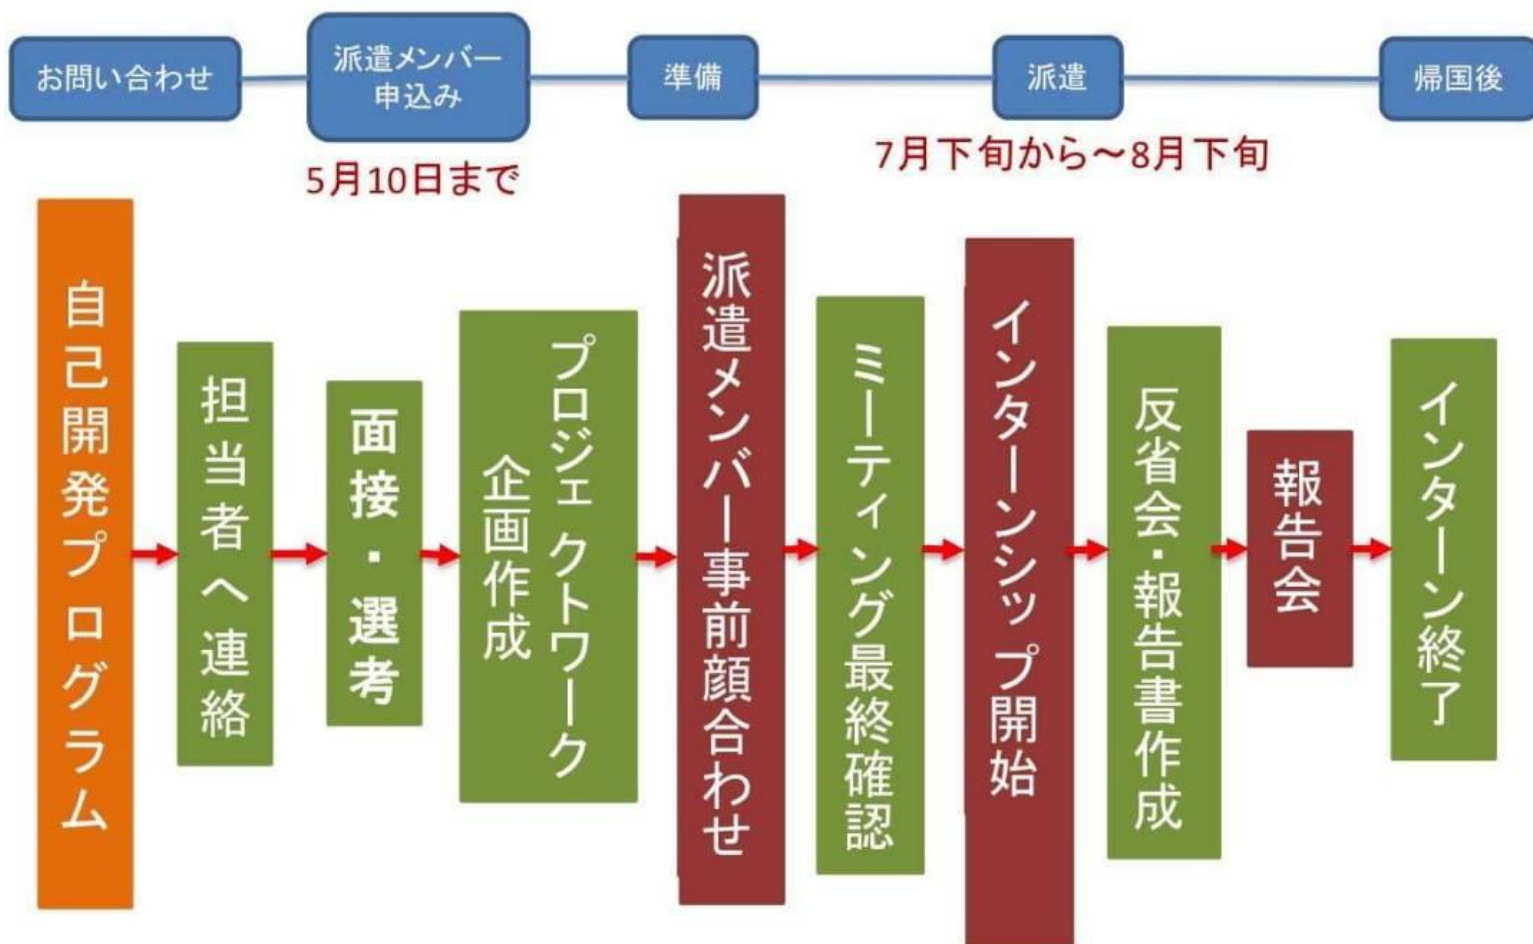 お問い合わせ
派遣メンバー
申込み
準備
派遣
帰国後
5月10日まで
7月下旬から～8月下旬
自己開発プログラム
担当者へ連絡
面接・選考
プロジェクトワーク
企画作成
派遣メンバー事前顔合わせ
ミーティング最終確認
インターンシップ開始
反省会・報告書作成
報告会
インターン終了